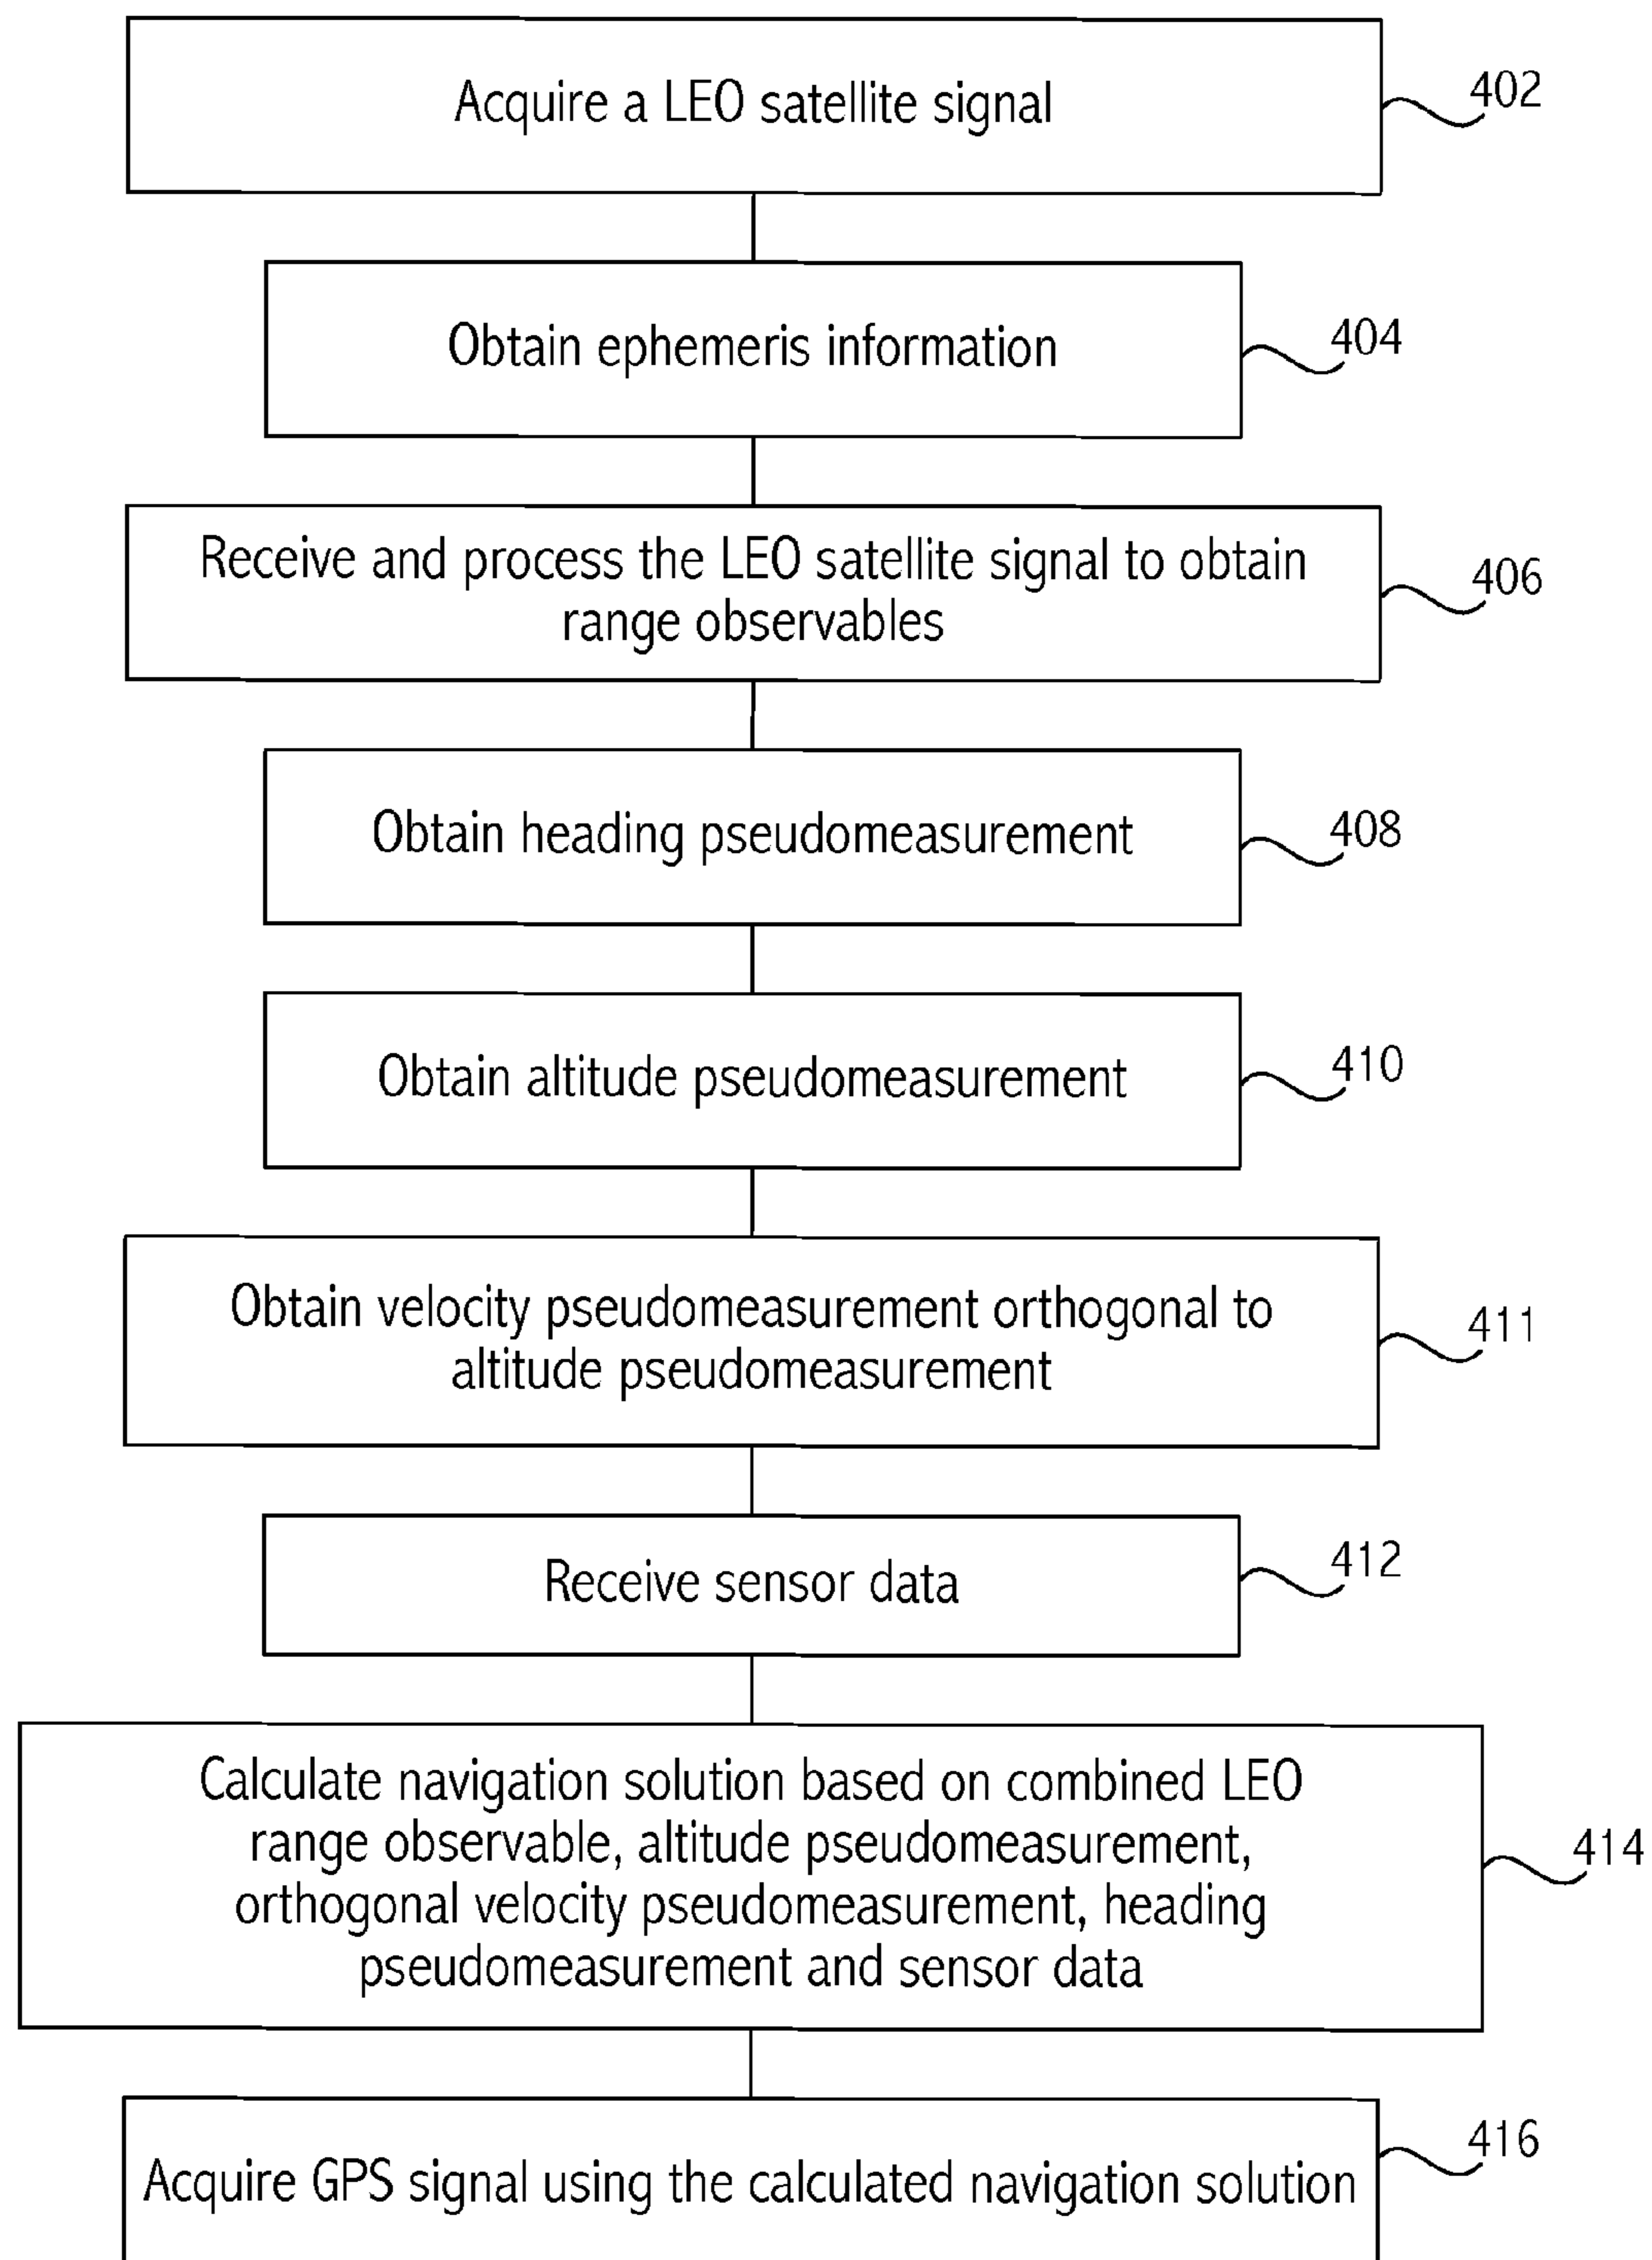 Acquire a LEO satellite signal
402
Obtain ephemeris information
404
Receive and process the LEO satellite signal to obtain
range observables
406
Obtain heading pseudomeasurement
408
Obtain altitude pseudomeasurement
410
Obtain velocity pseudomeasurement orthogonal to
altitude pseudomeasurement
411
Receive sensor data
412
Calculate navigation solution based on combined LEO
range observable, altitude pseudomeasurement,
orthogonal velocity pseudomeasurement, heading
pseudomeasurement and sensor data
414
Acquire GPS signal using the calculated navigation solution
416